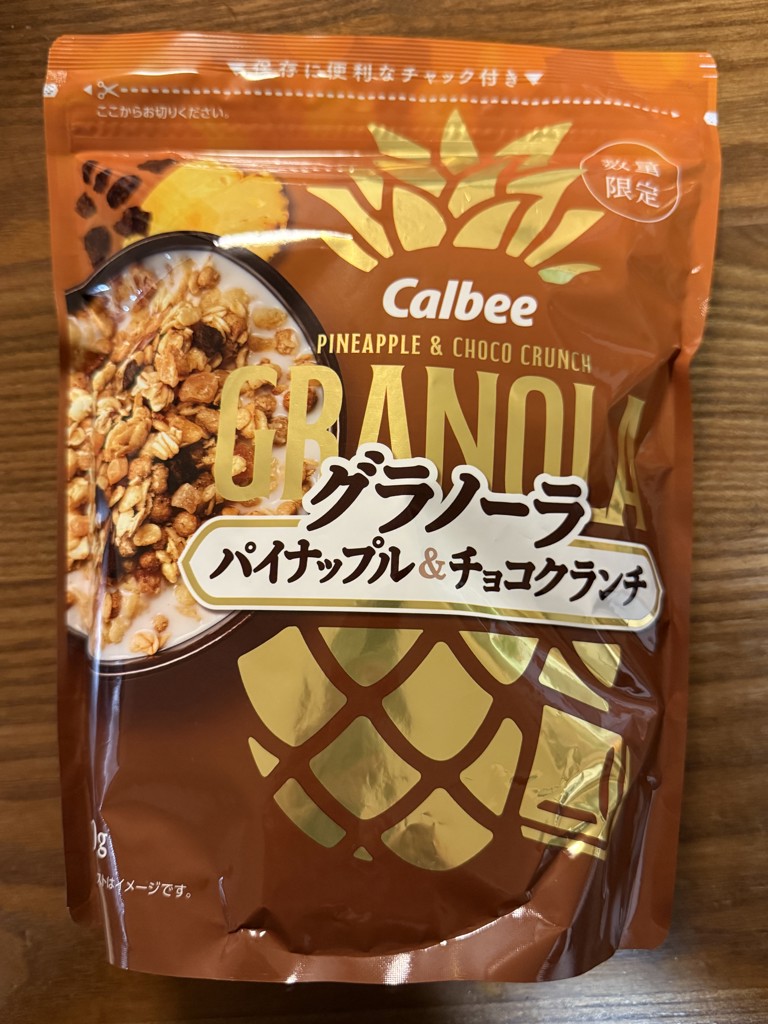 ▼保存に便利なチャック付き▼
ここからお切りください。
数量
限定
Calbee
PINEAPPLE & CHOCO CRUNCH
GRANOLA
グラノーラ
パイナップル&チョコクランチ
g
イメージです。